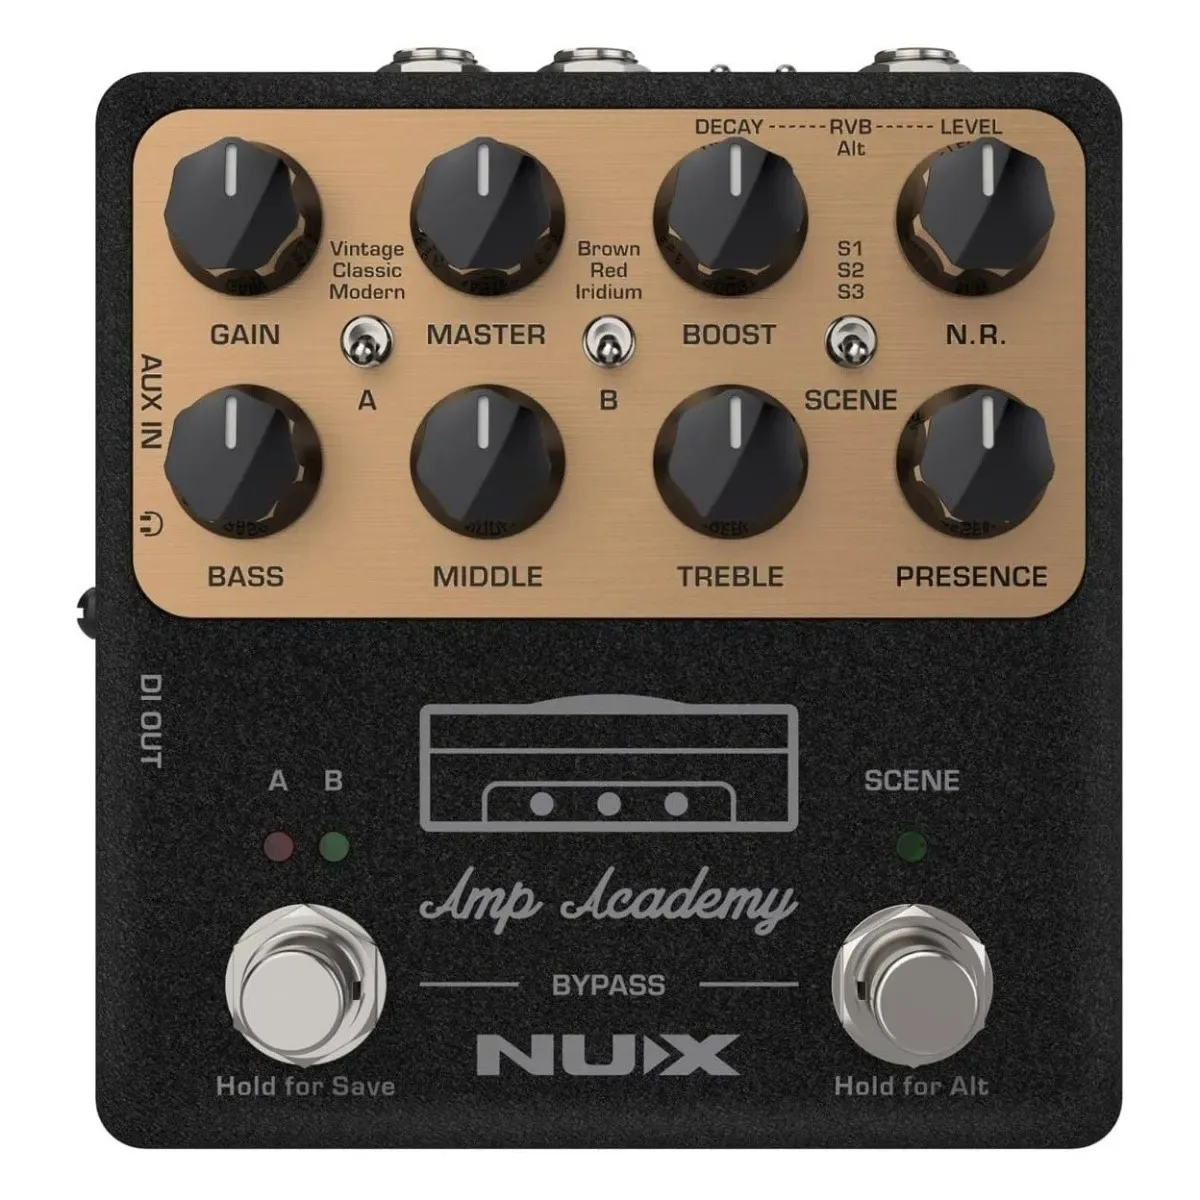 DECAY ------ RVB ------ LEVEL
Alt
Vintage
Classic
Modern
Brown
Red
Iridium
S1
S2
S3
GAIN
MASTER
BOOST
N.R.
A
B
SCENE
AUX IN
BASS
MIDDLE
TREBLE
PRESENCE
DI OUT
A B
SCENE
Amp Academy
BYPASS
NUX
Hold for Save
Hold for Alt